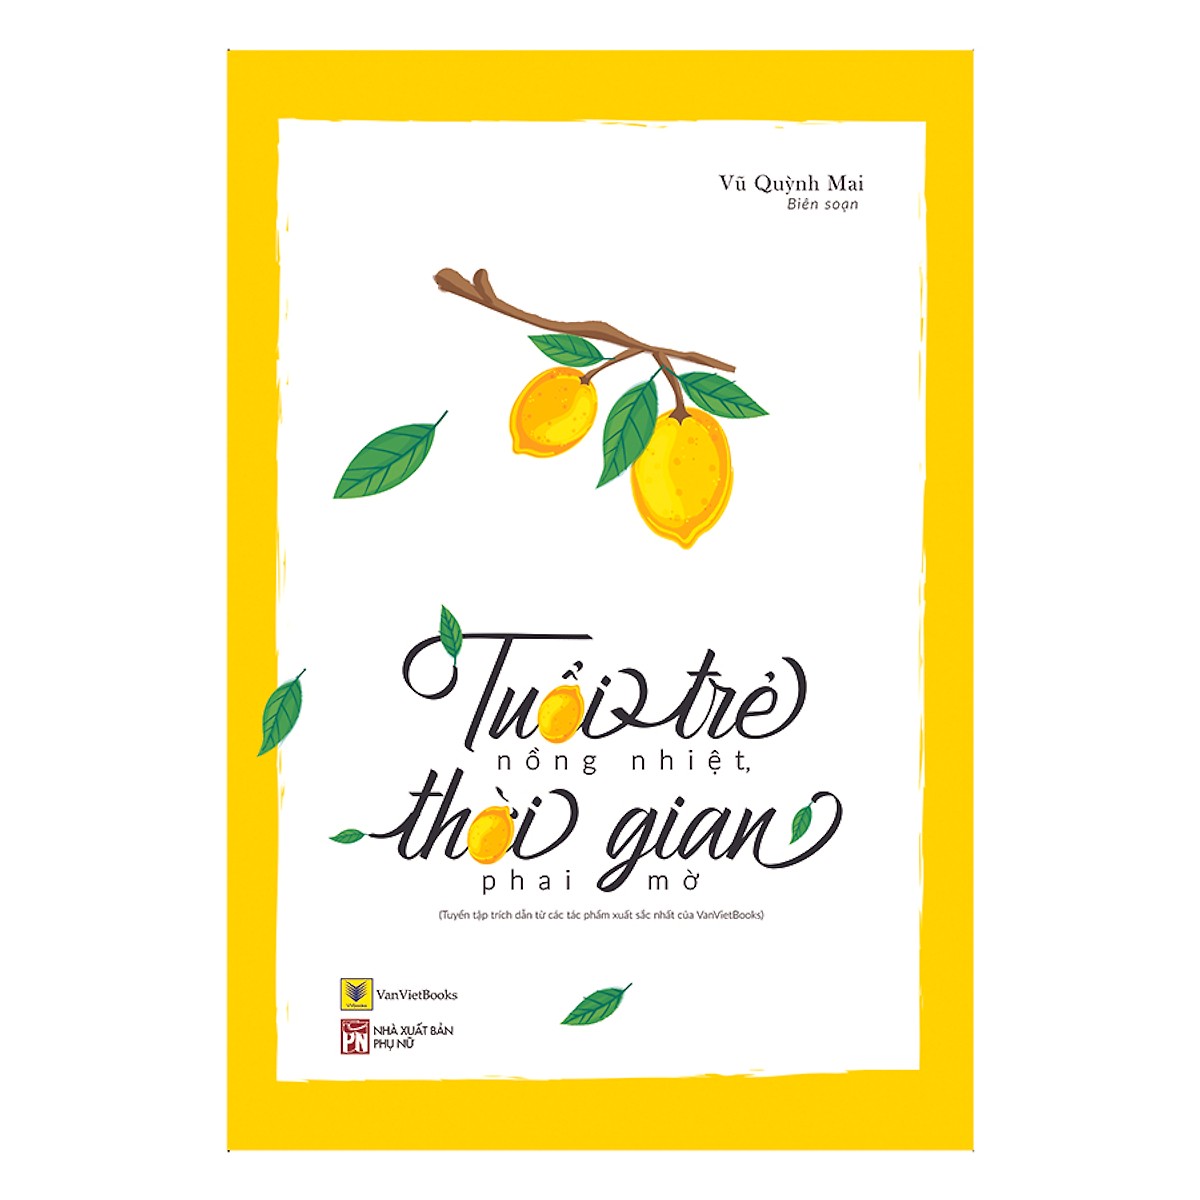 Vũ Quỳnh Mai
Biên soạn
Tuổi trẻ
nồng nhiệt,
thời gian
phai mờ
(Tuyển tập trích dẫn từ các tác phẩm xuất sắc nhất của VanVietBooks)
VanVietBooks
PN NHÀ XUẤT BẢN
PHỤ NỮ